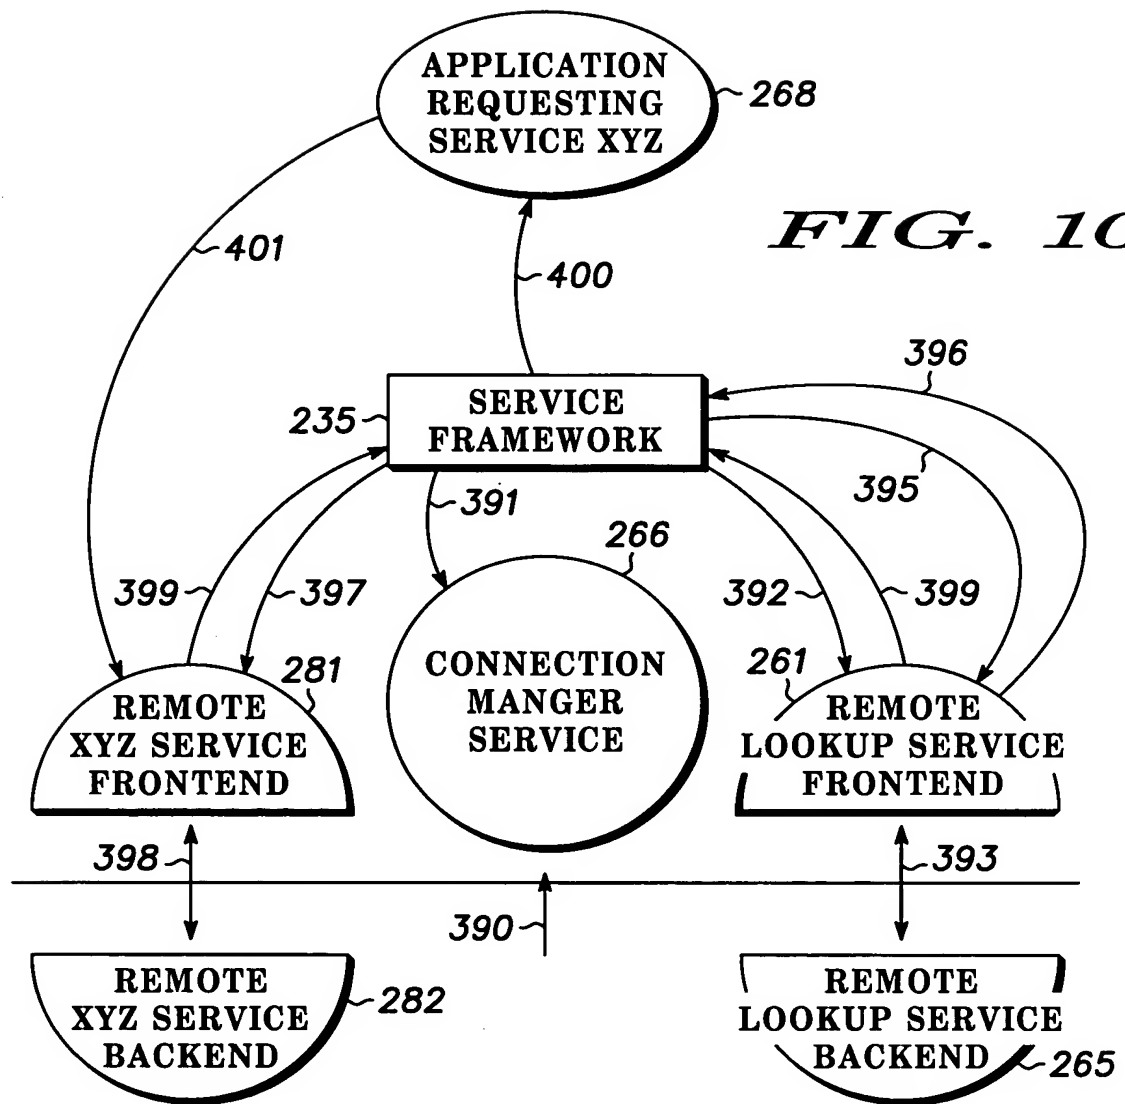 APPLICATION
REQUESTING
SERVICE XYZ
268
FIG. 10
401
400
396
235
SERVICE
FRAMEWORK
395
391
266
399
397
392
399
281
261
REMOTE
XYZ SERVICE
FRONTEND
CONNECTION
MANGER
SERVICE
REMOTE
LOOKUP SERVICE
FRONTEND
398
393
390
REMOTE
XYZ SERVICE
BACKEND
282
REMOTE
LOOKUP SERVICE
BACKEND
265